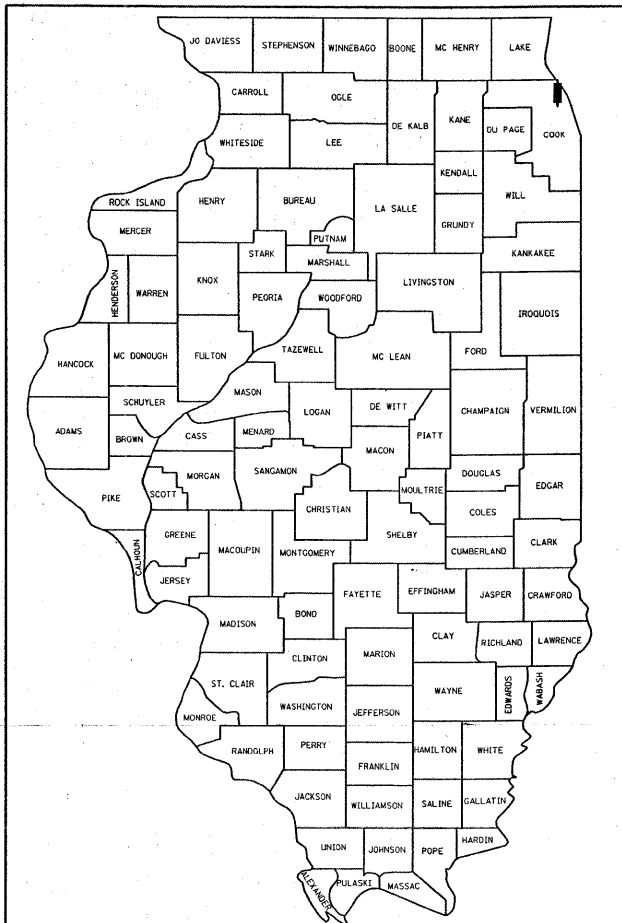 JO DAVIESS
STEPHENSON
WINNEBAGO
BOONE
MC HENRY
LAKE
CARROLL
OGLE
DE KALB
KANE
DU PAGE
COOK
WHITESIDE
LEE
KENDALL
WILL
ROCK ISLAND
HENRY
BUREAU
LA SALLE
GRUNDY
MERCER
PUTNAM
STARK
MARSHALL
KANKAKEE
HENDERSON
WARREN
KNOX
PEORIA
WOODFORD
LIVINGSTON
IROQUOIS
HANCOCK
MC DONOUGH
FULTON
TAZEWELL
MC LEAN
FORD
SCHUYLER
MASON
LOGAN
DE WITT
CHAMPAIGN
VERMILION
ADAMS
BROWN
CASS
MENARD
MACON
PIATY
PIKE
SCOTT
MORGAN
SANGAMON
MOULTRIE
DOUGLAS
EDGAR
CHRISTIAN
COLES
GREENE
MACOUPIN
MONTGOMERY
SHELBY
CUMBERLAND
CLARK
CALHOUN
JERSEY
FAYETTE
EFFINGHAM
JASPER
CRAWFORD
MADISON
BOND
CLAY
RICHLAND
LAWRENCE
CLINTON
MARION
ST. CLAIR
WAYNE
EDWARDS
WABASH
MONROE
WASHINGTON
JEFFERSON
RANDOLPH
PERRY
HAMILTON
WHITE
FRANKLIN
JACKSON
WILLIAMSON
SALINE
GALLATIN
UNION
JOHNSON
POPE
HARDIN
ALEXANDER
PULASKI
MASSAC